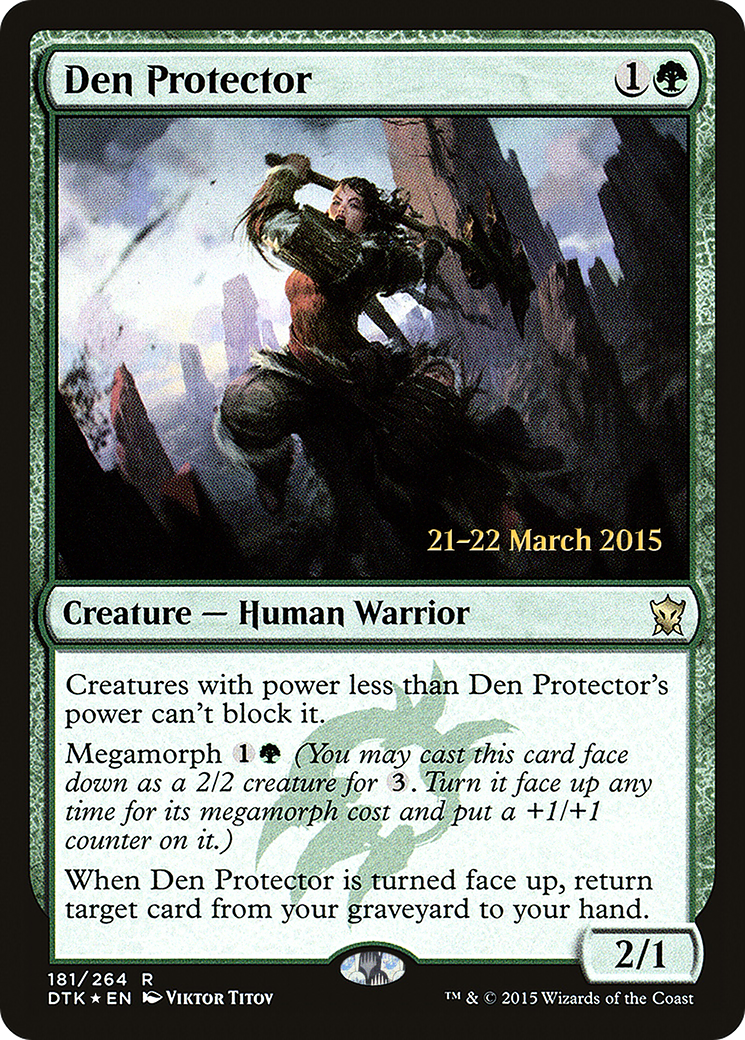 Den Protector 1
21–22 March 2015
Creature — Human Warrior
Creatures with power less than Den Protector's
power can't block it.
Megamorph 1 (You may cast this card face
down as a 2/2 creature for 3. Turn it face up any
time for its megamorph cost and put a +1/+1
counter on it.)
When Den Protector is turned face up, return
target card from your graveyard to your hand.
2/1
181/264 R
DTK ★ EN Viktor Titov
™ & © 2015 Wizards of the Coast